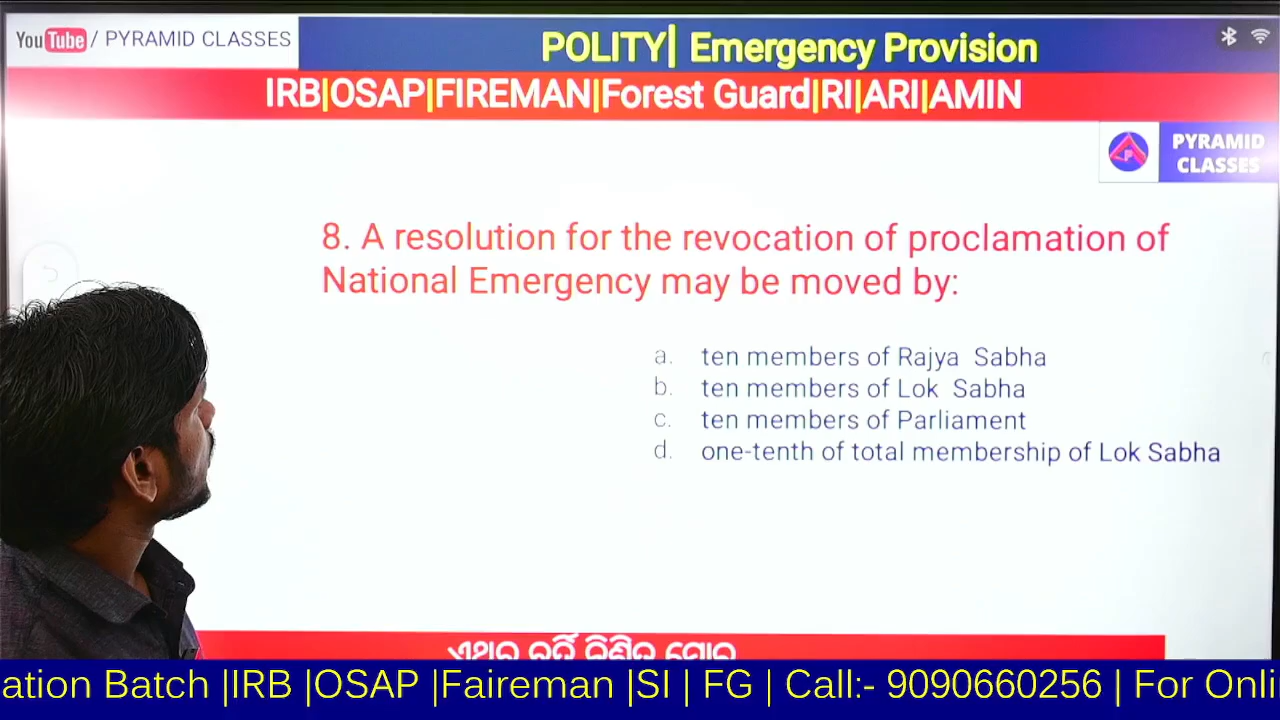 YouTube / PYRAMID CLASSES
POLITY| Emergency Provision
IRB|OSAP|FIREMAN|Forest Guard|RI|ARI|AMIN
PYRAMID
CLASSES
8. A resolution for the revocation of proclamation of
National Emergency may be moved by:
a. ten members of Rajya Sabha
b. ten members of Lok Sabha
c. ten members of Parliament
d. one-tenth of total membership of Lok Sabha
ation Batch |IRB |OSAP |Faireman |SI | FG | Call:- 9090660256 | For Onli